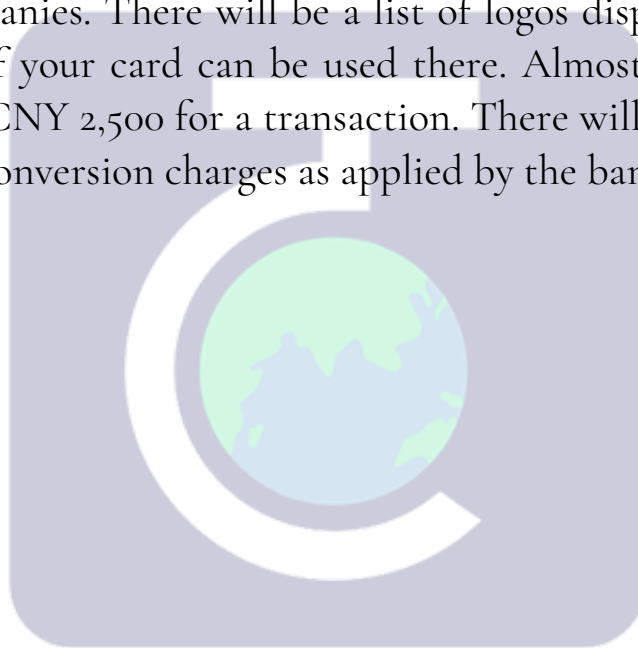 anies. There will be a list of logos disp
f your card can be used there. Almost
CNY 2,500 for a transaction. There will
onversion charges as applied by the ban